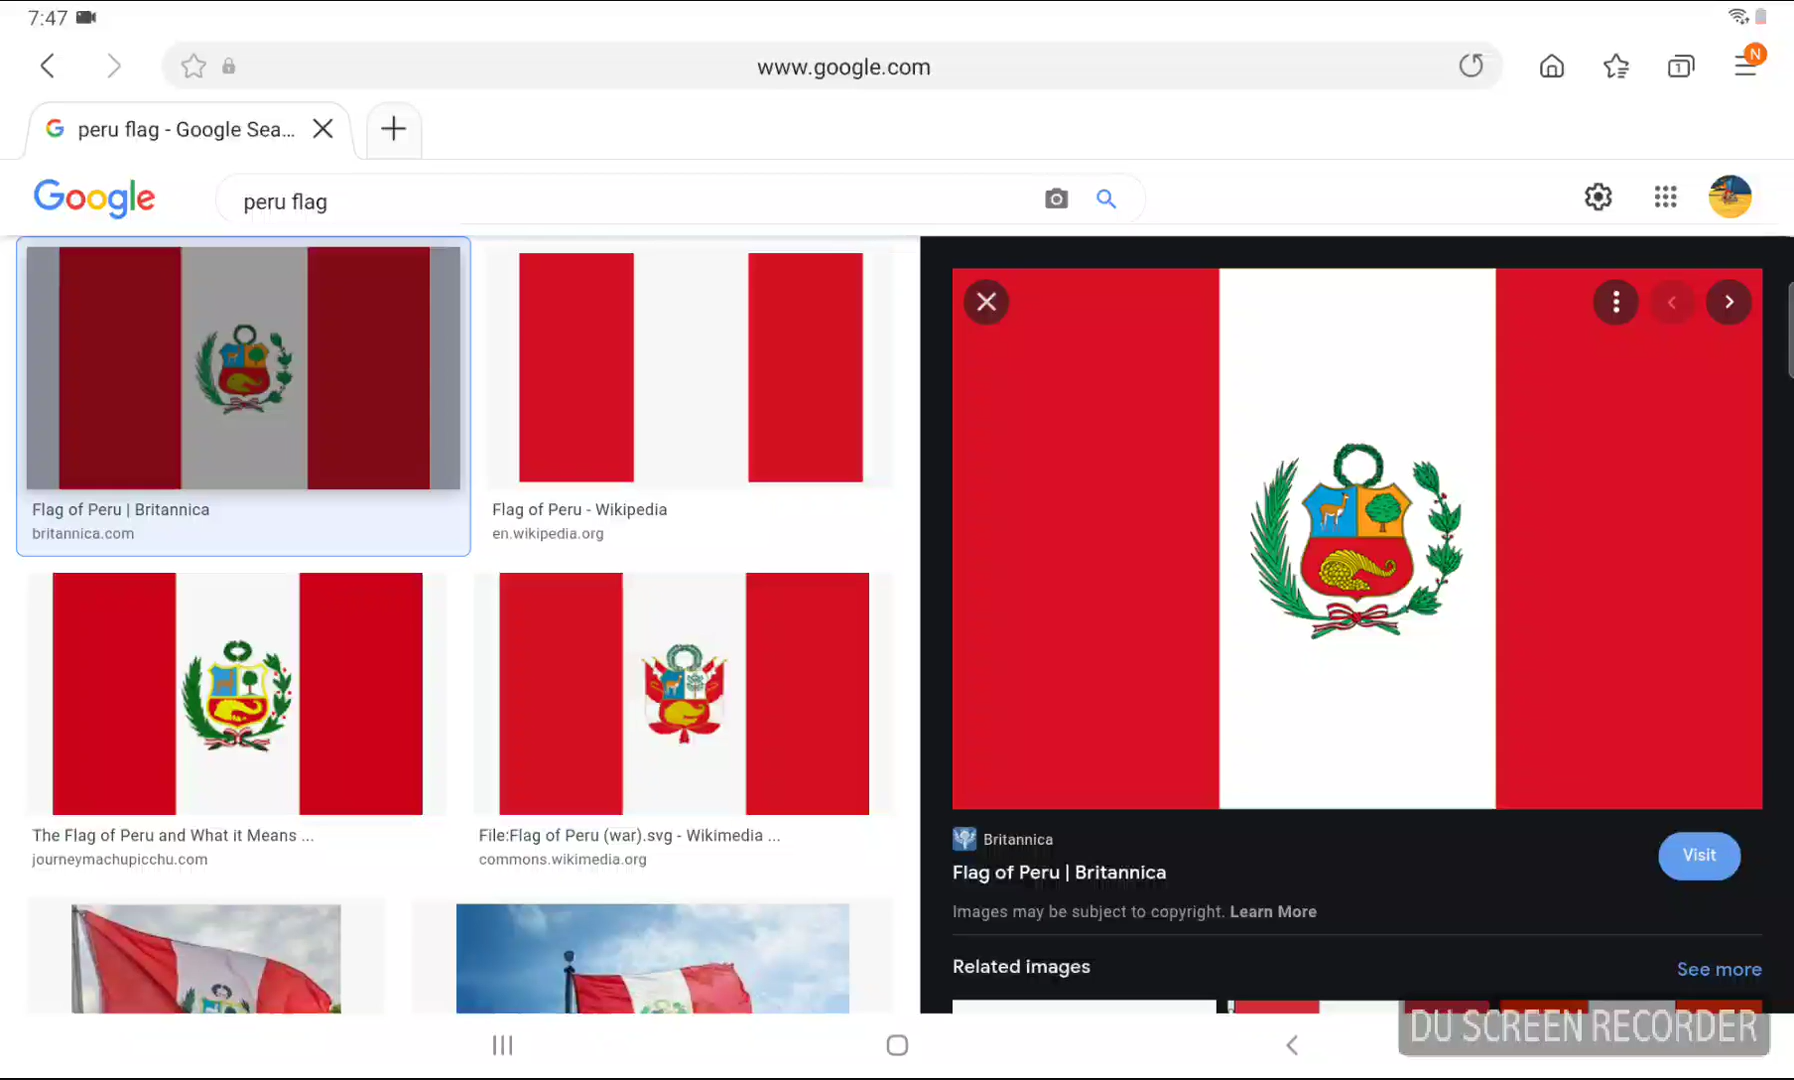 7:47
www.google.com
1
N
peru flag - Google Sea...
Google
peru flag
Flag of Peru | Britannica
britannica.com
Flag of Peru - Wikipedia
en.wikipedia.org
The Flag of Peru and What it Means ...
journeymachupicchu.com
File:Flag of Peru (war).svg - Wikimedia ...
commons.wikimedia.org
Britannica
Flag of Peru | Britannica
Visit
Images may be subject to copyright. Learn More
Related images
See more
DU SCREEN RECORDER